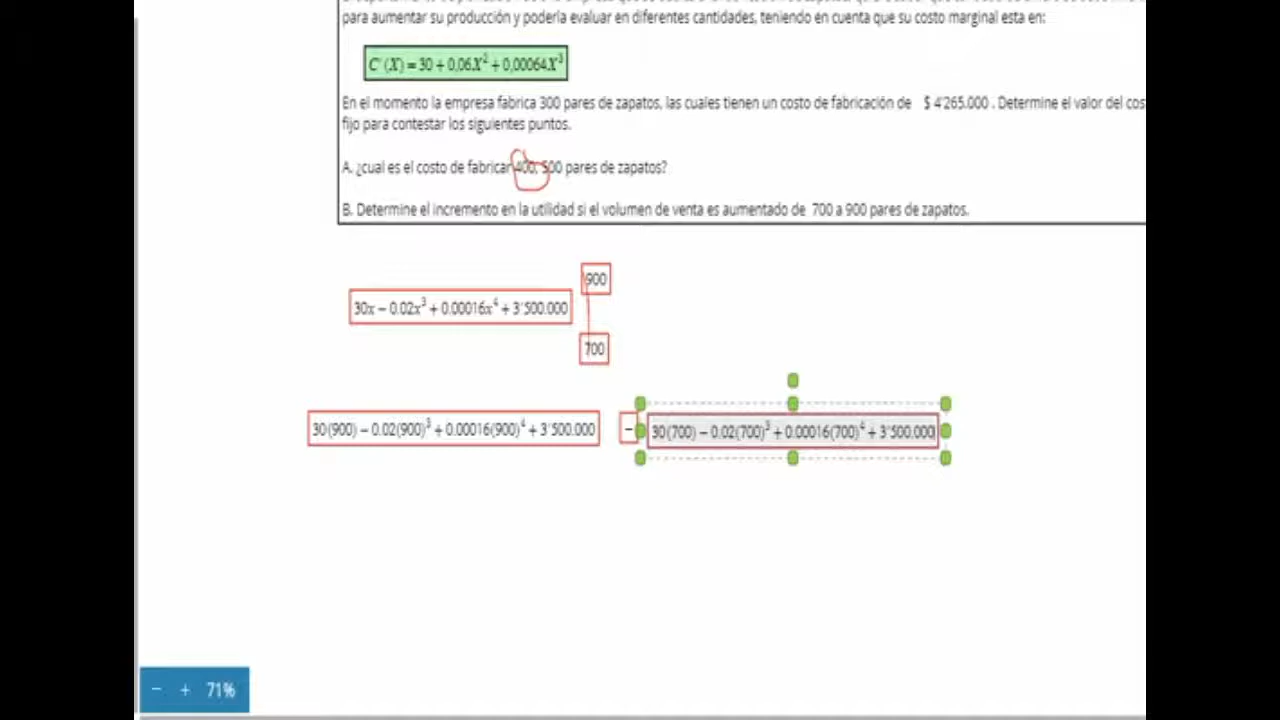 para aumentar su producción y poderla evaluar en diferentes cantidades, teniendo en cuenta que su costo marginal esta en:
C'(X) = 30 + 0,06X² + 0,00064X³
En el momento la empresa fabrica 300 pares de zapatos, las cuales tienen un costo de fabricación de $ 4'265.000 . Determine el valor del cos
fijo para contestar los siguientes puntos.
A. ¿cual es el costo de fabricar 400, 500 pares de zapatos?
B. Determine el incremento en la utilidad si el volumen de venta es aumentado de 700 a 900 pares de zapatos.
900
30x − 0.02x³ + 0.00016x⁴ + 3'500.000
700
30(900) − 0.02(900)³ + 0.00016(900)⁴ + 3'500.000 − 30(700) − 0.02(700)³ + 0.00016(700)⁴ + 3'500.000
− + 71%